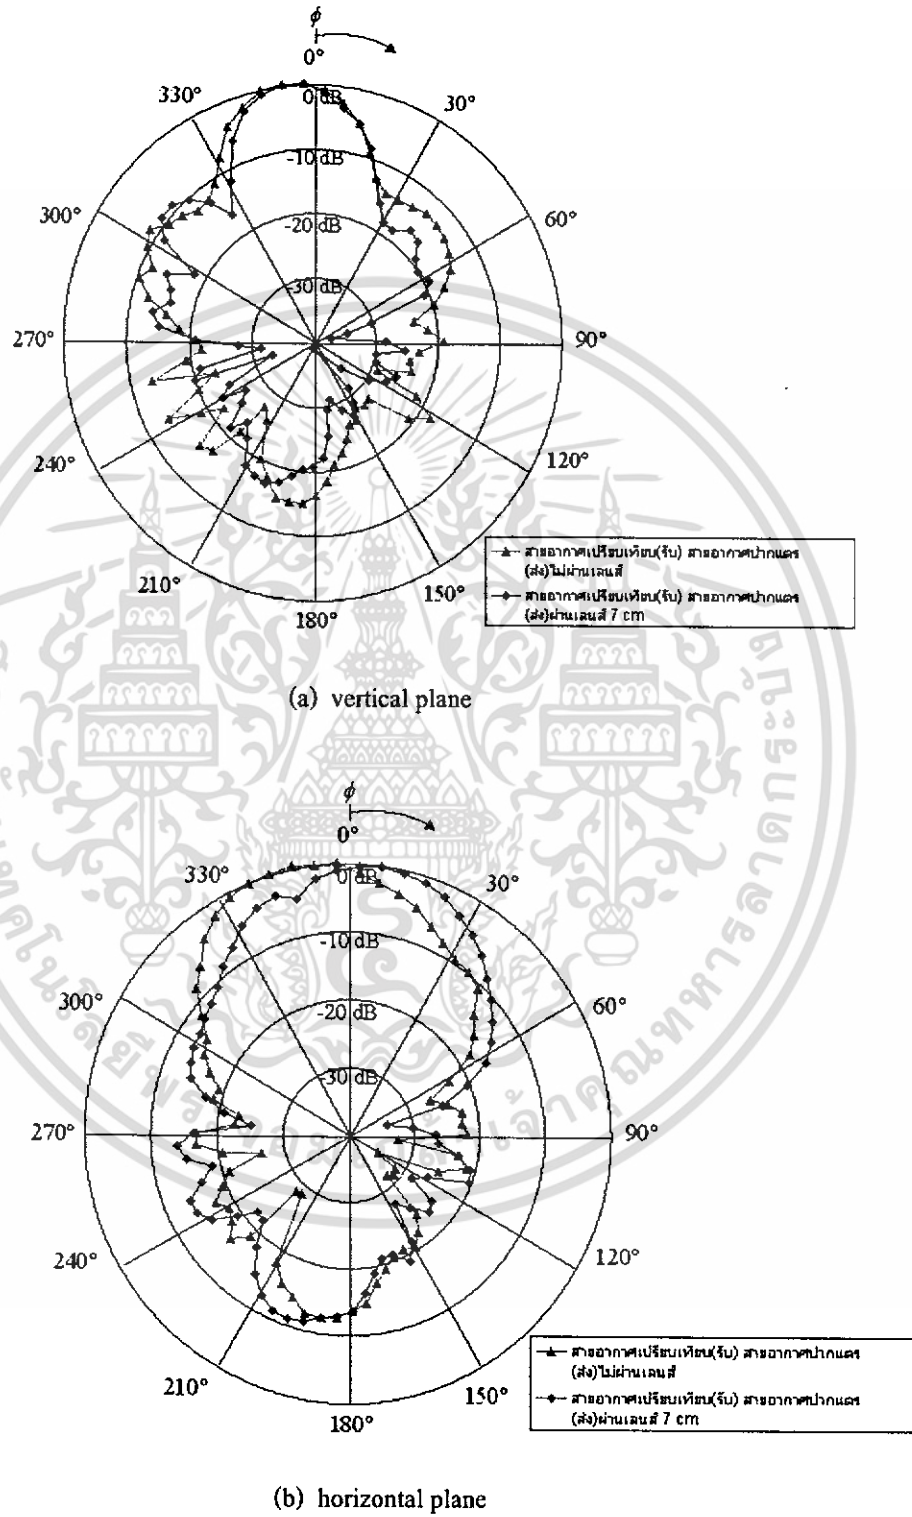 ϕ
0°
330°
30°
0 dB
-10 dB
300°
60°
-20 dB
-30 dB
270°
90°
240°
120°
210°
150°
180°
สายอากาศเปรียบเทียบ(รับ) สายอากาศปากแตร
(ส่ง)ไม่ผ่านเลนส์
สายอากาศเปรียบเทียบ(รับ) สายอากาศปากแตร
(ส่ง)ผ่านเลนส์ 7 cm
(a) vertical plane
ϕ
0°
330°
30°
0 dB
-10 dB
300°
60°
-20 dB
-30 dB
270°
90°
240°
120°
210°
150°
180°
สายอากาศเปรียบเทียบ(รับ) สายอากาศปากแตร
(ส่ง)ไม่ผ่านเลนส์
สายอากาศเปรียบเทียบ(รับ) สายอากาศปากแตร
(ส่ง)ผ่านเลนส์ 7 cm
(b) horizontal plane